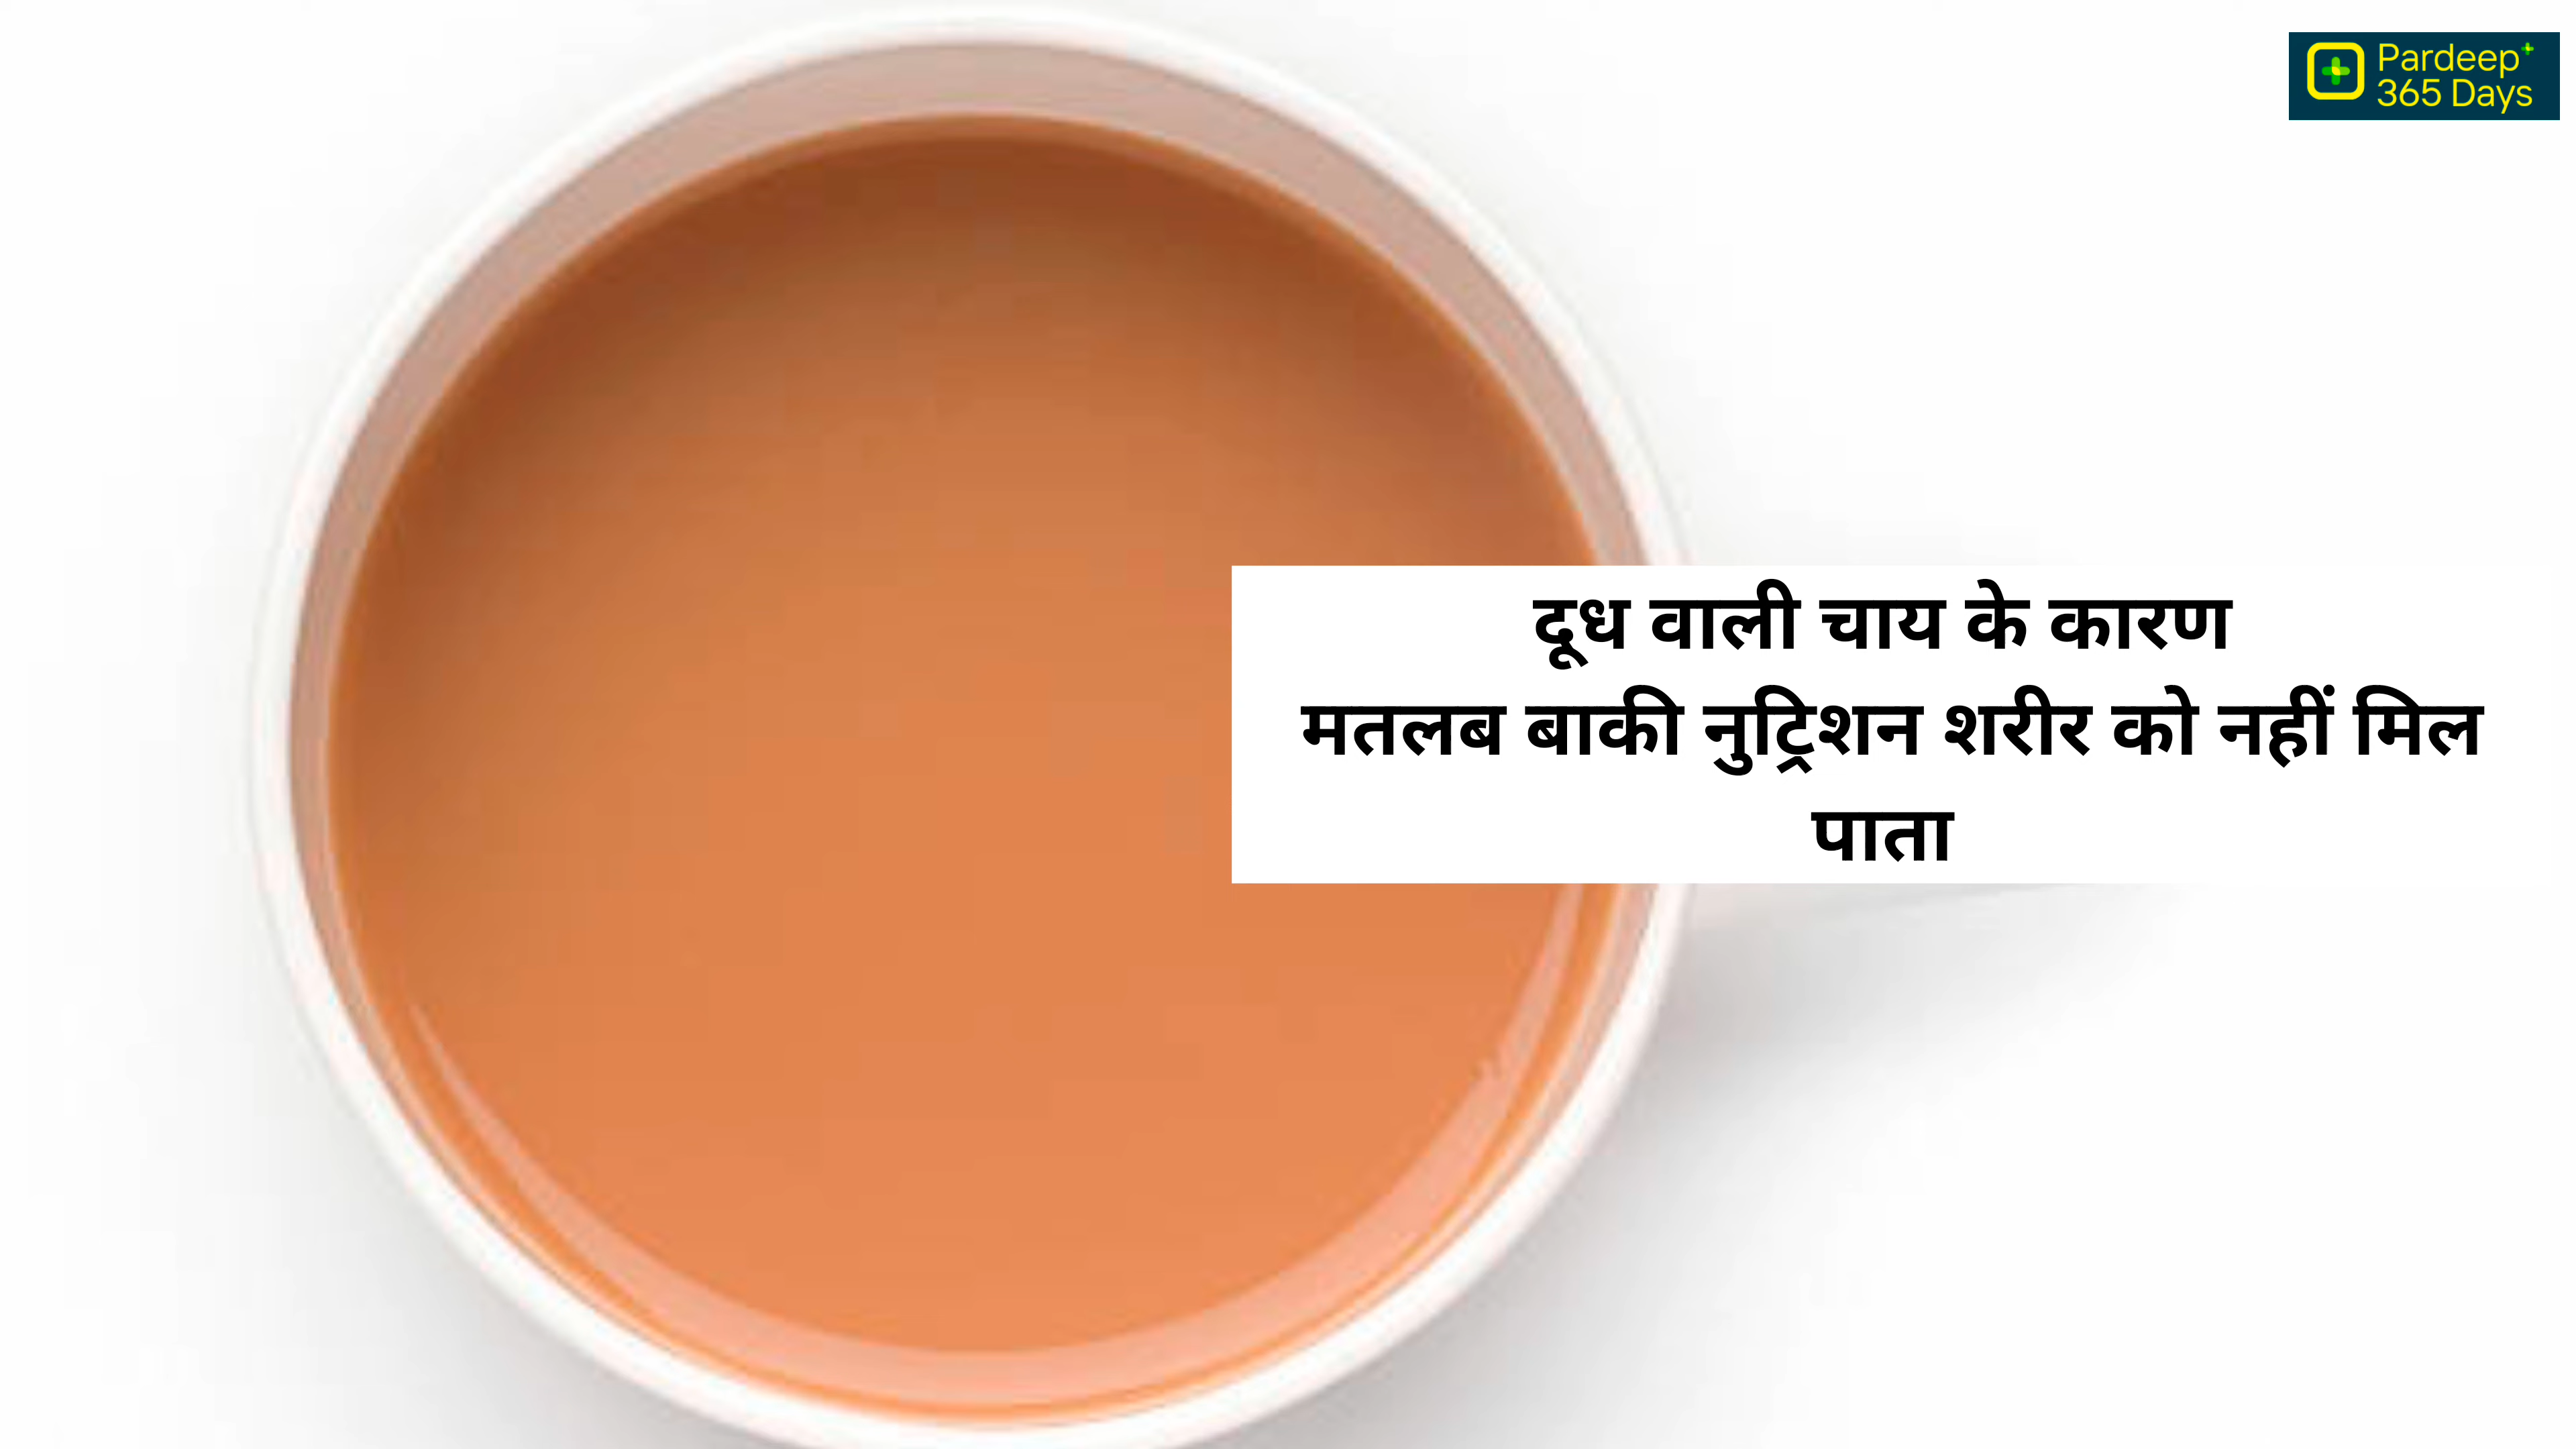 Pardeep+
365 Days
दूध वाली चाय के कारण
मतलब बाकी नुट्रिशन शरीर को नहीं मिल
पाता